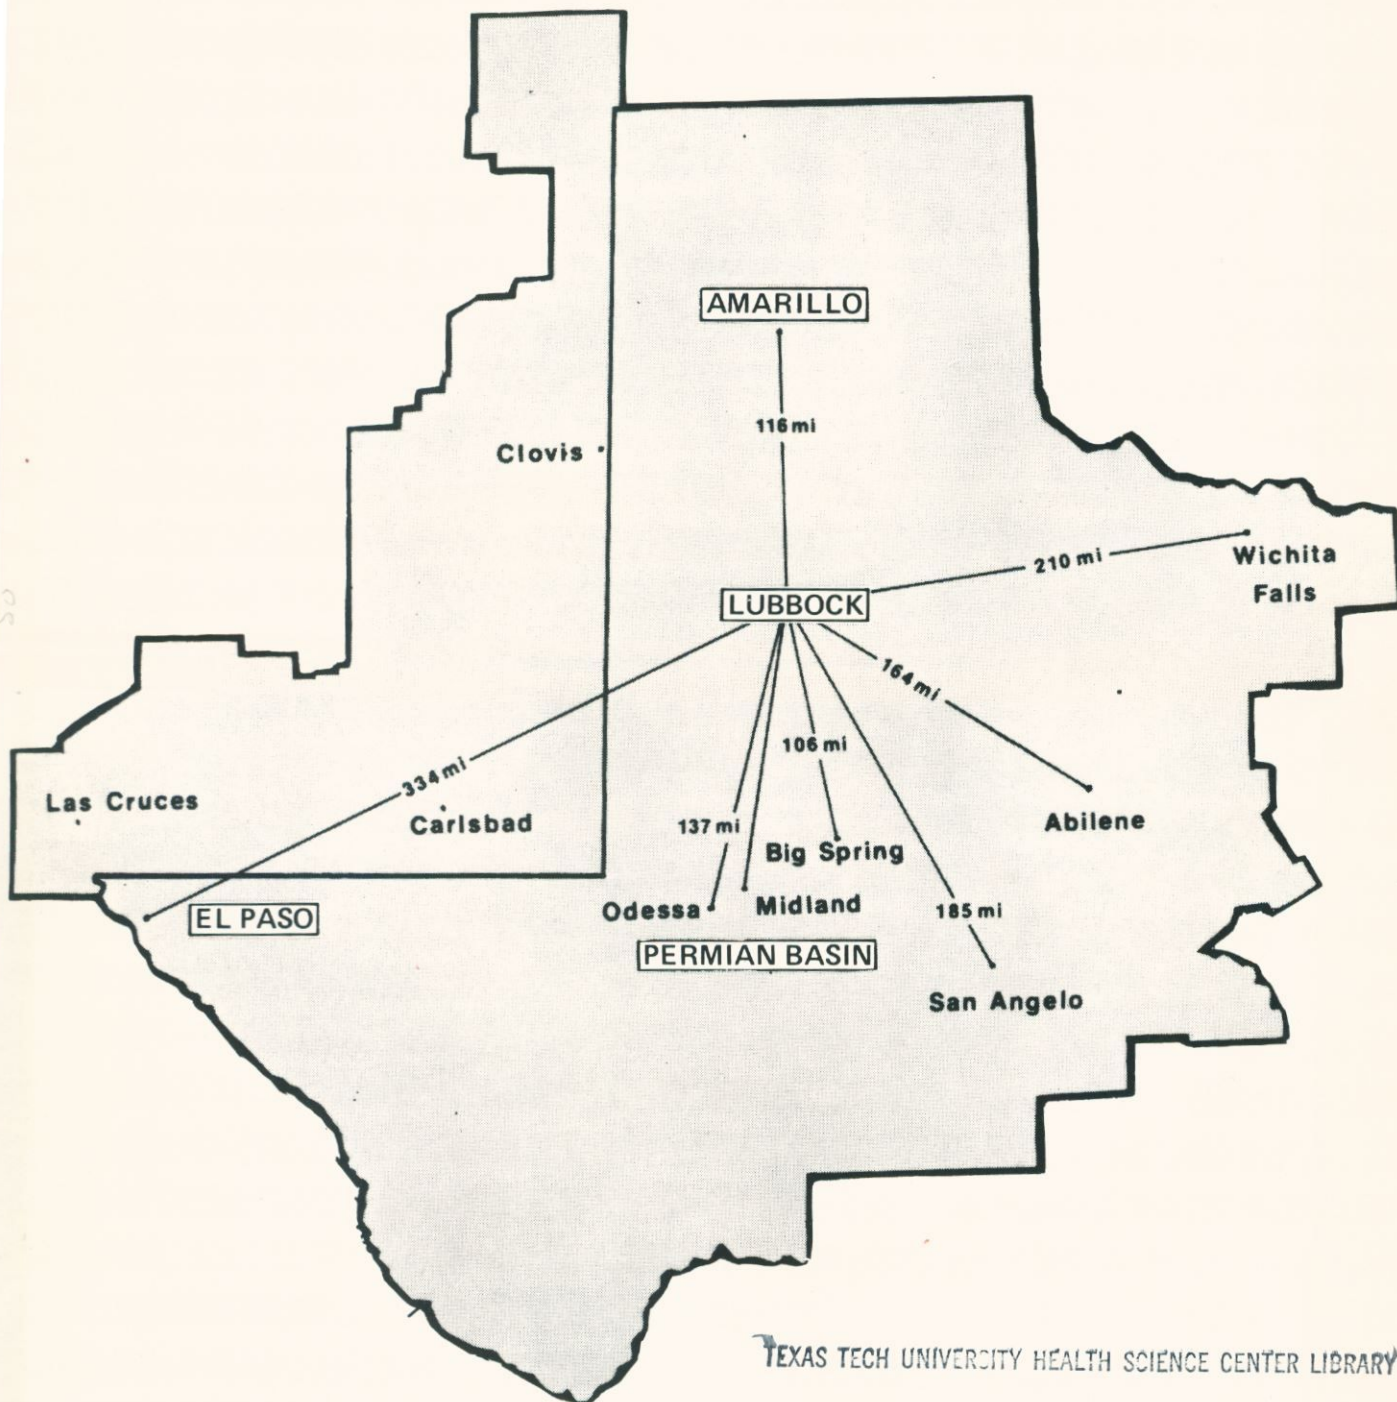 AMARILLO
116 mi
Clovis
210 mi
Wichita
Falls
LUBBOCK
164 mi
106 mi
334 mi
Las Cruces
Carlsbad
137 mi
Big Spring
Abilene
EL PASO
Odessa
Midland
185 mi
PERMIAN BASIN
San Angelo
TEXAS TECH UNIVERSITY HEALTH SCIENCE CENTER LIBRARY